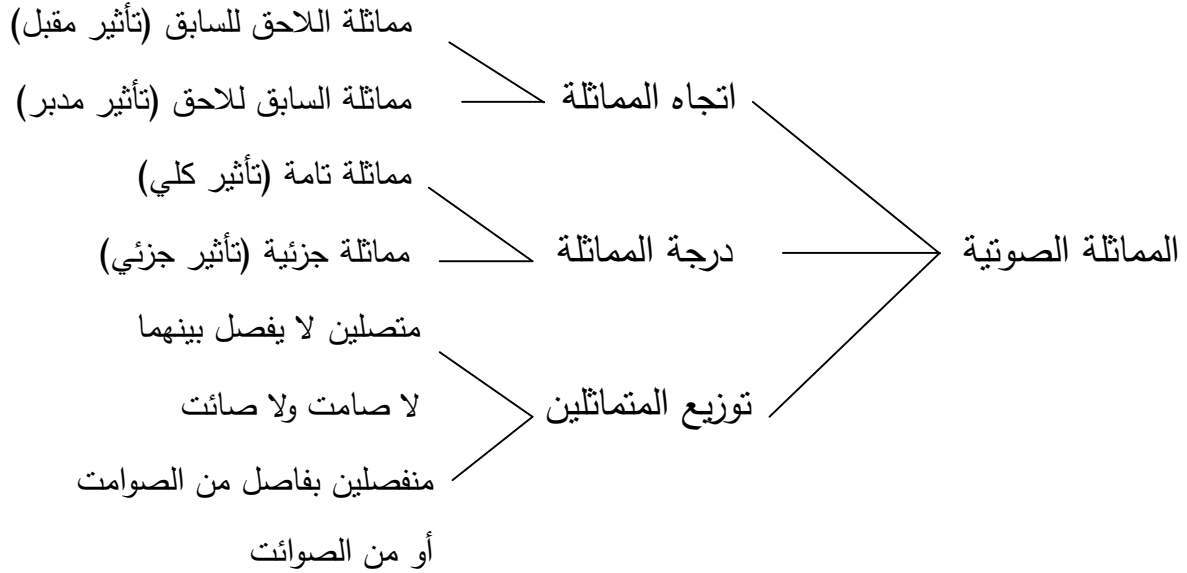 مماثلة اللاحق للسابق (تأثير مقبل)
اتجاه المماثلة
مماثلة السابق للاحق (تأثير مدبر)
مماثلة تامة (تأثير كلي)
المماثلة الصوتية
درجة المماثلة
مماثلة جزئية (تأثير جزئي)
متصلين لا يفصل بينهما
توزيع المتماثلين
لا صامت ولا صائت
منفصلين بفاصل من الصوامت
أو من الصوائت